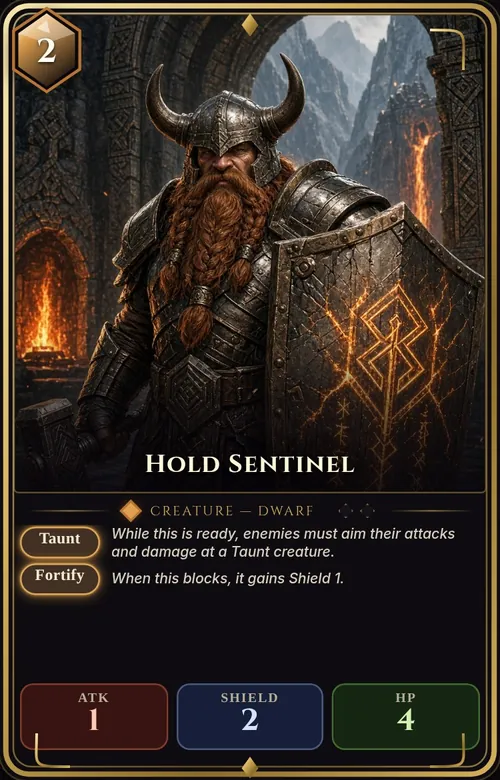 2
Hold Sentinel
CREATURE — DWARF
Taunt
While this is ready, enemies must aim their attacks
and damage at a Taunt creature.
Fortify
When this blocks, it gains Shield 1.
ATK
1
SHIELD
2
HP
4